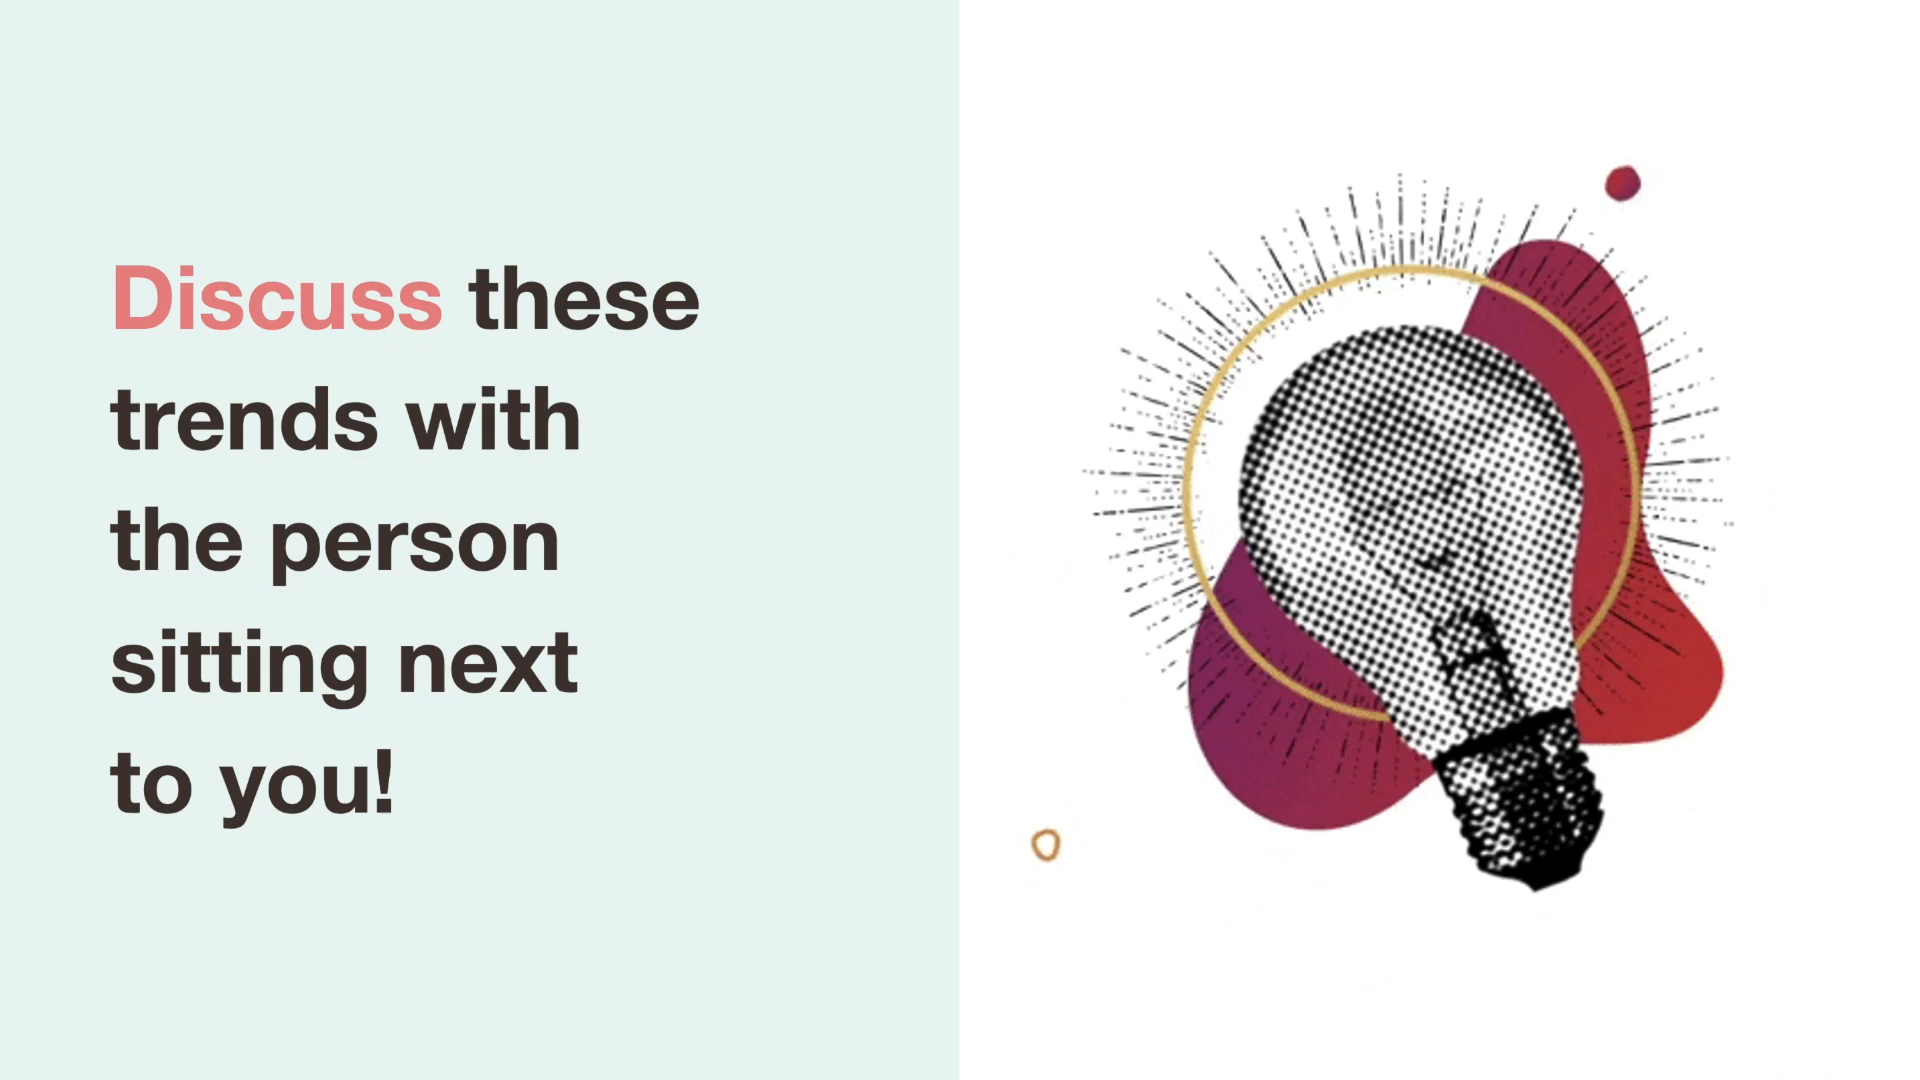 Discuss these
trends with
the person
sitting next
to you!